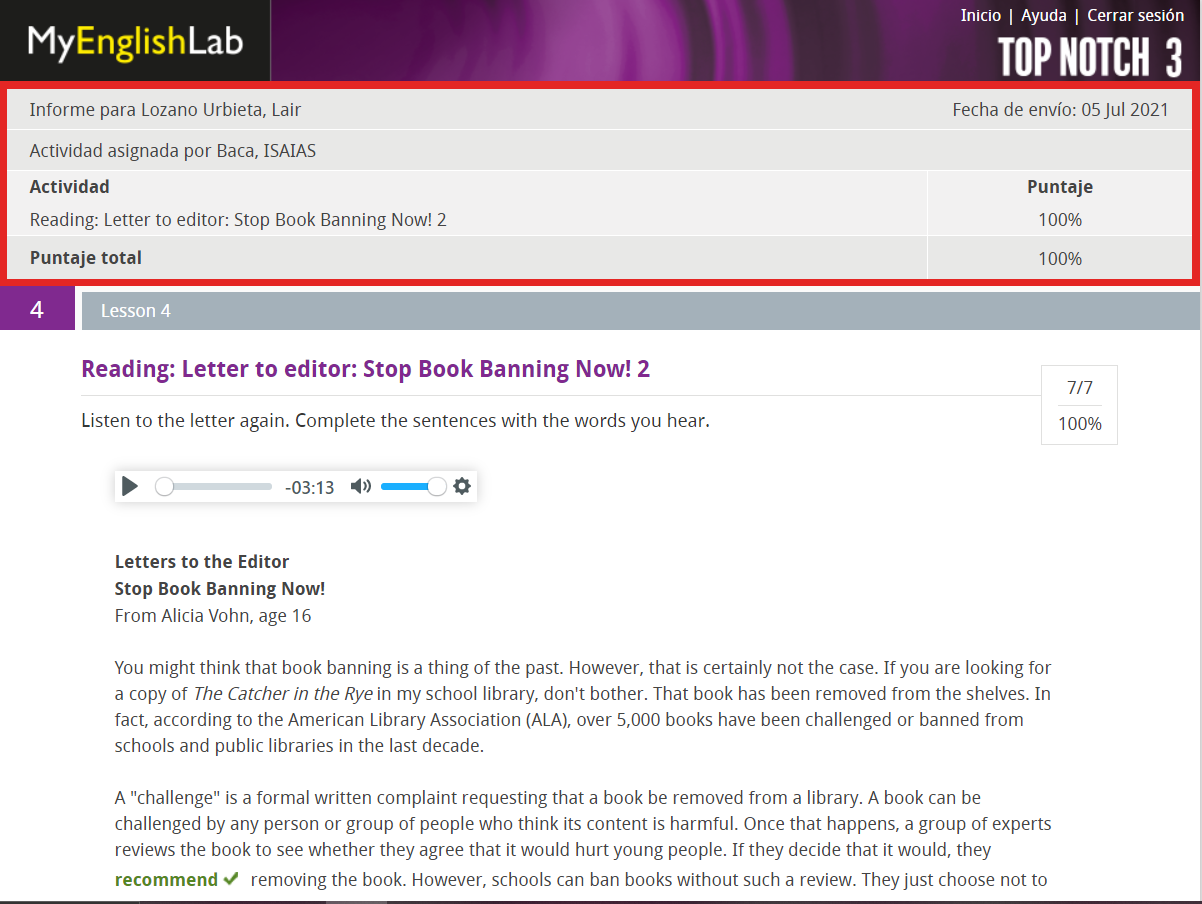 MyEnglishLab
Inicio | Ayuda | Cerrar sesión
TOP NOTCH 3
Informe para Lozano Urbieta, Lair Fecha de envío: 05 Jul 2021
Actividad asignada por Baca, ISAIAS
Actividad Puntaje
Reading: Letter to editor: Stop Book Banning Now! 2 100%
Puntaje total 100%
4 Lesson 4
Reading: Letter to editor: Stop Book Banning Now! 2
7/7
100%
Listen to the letter again. Complete the sentences with the words you hear.
-03:13
Letters to the Editor
Stop Book Banning Now!
From Alicia Vohn, age 16
You might think that book banning is a thing of the past. However, that is certainly not the case. If you are looking for
a copy of The Catcher in the Rye in my school library, don't bother. That book has been removed from the shelves. In
fact, according to the American Library Association (ALA), over 5,000 books have been challenged or banned from
schools and public libraries in the last decade.
A "challenge" is a formal written complaint requesting that a book be removed from a library. A book can be
challenged by any person or group of people who think its content is harmful. Once that happens, a group of experts
reviews the book to see whether they agree that it would hurt young people. If they decide that it would, they
recommend removing the book. However, schools can ban books without such a review. They just choose not to